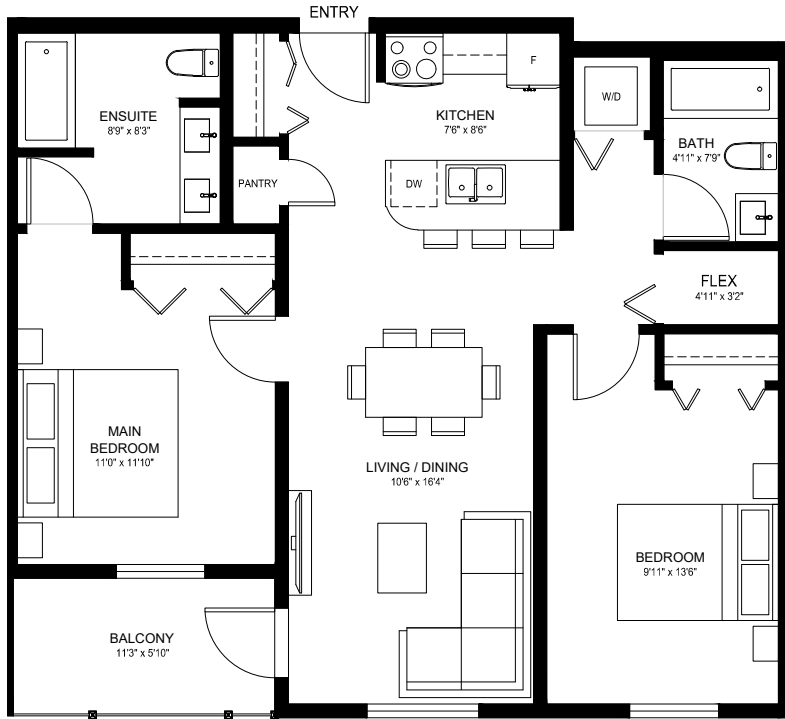 ENTRY
ENSUITE
8'9" x 8'3"
KITCHEN
7'6" x 8'6"
F
W/D
BATH
4'11" x 7'9"
PANTRY
DW
FLEX
4'11" x 3'2"
MAIN
BEDROOM
11'0" x 11'10"
LIVING / DINING
10'6" x 16'4"
BEDROOM
9'11" x 13'6"
BALCONY
11'3" x 5'10"